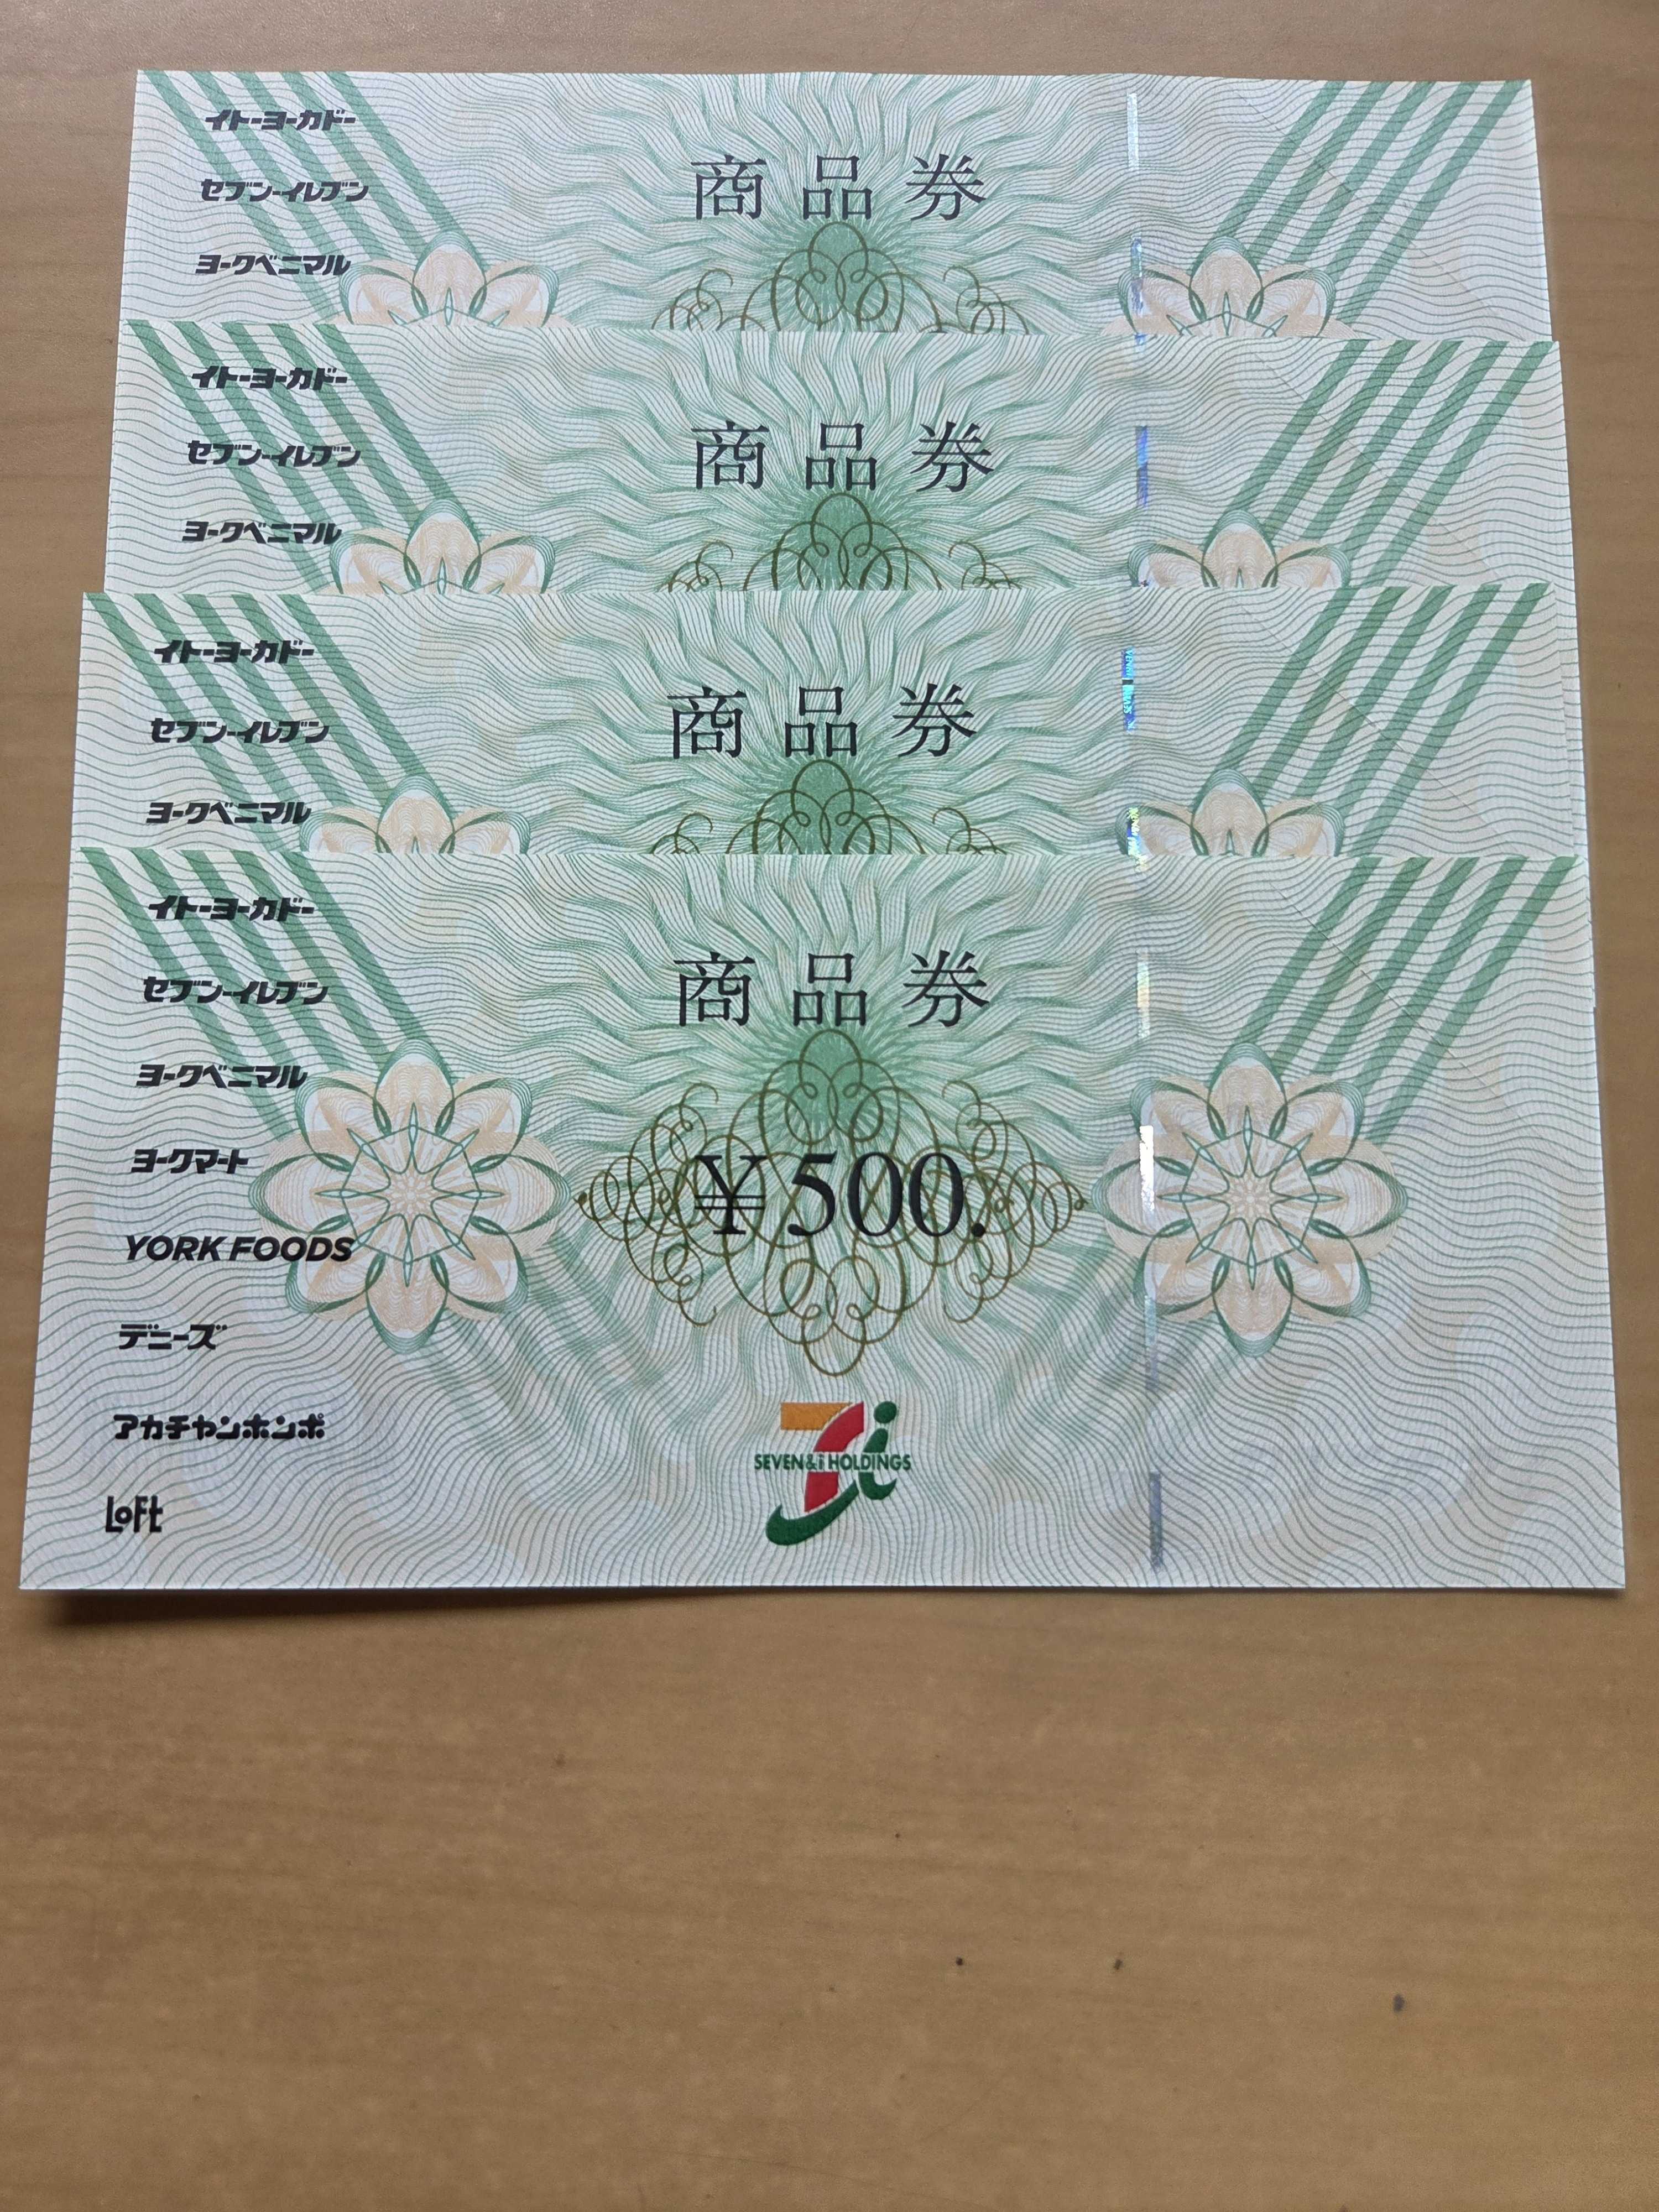 イトーヨーカドー
セブン-イレブン
ヨークベニマル
商品券
イトーヨーカドー
セブン-イレブン
ヨークベニマル
商品券
イトーヨーカドー
セブン-イレブン
ヨークベニマル
商品券
イトーヨーカドー
セブン-イレブン
ヨークベニマル
ヨークマート
YORK FOODS
デニーズ
アカチャンホンポ
LoFt
商品券
¥500.
SEVEN&i HOLDINGS